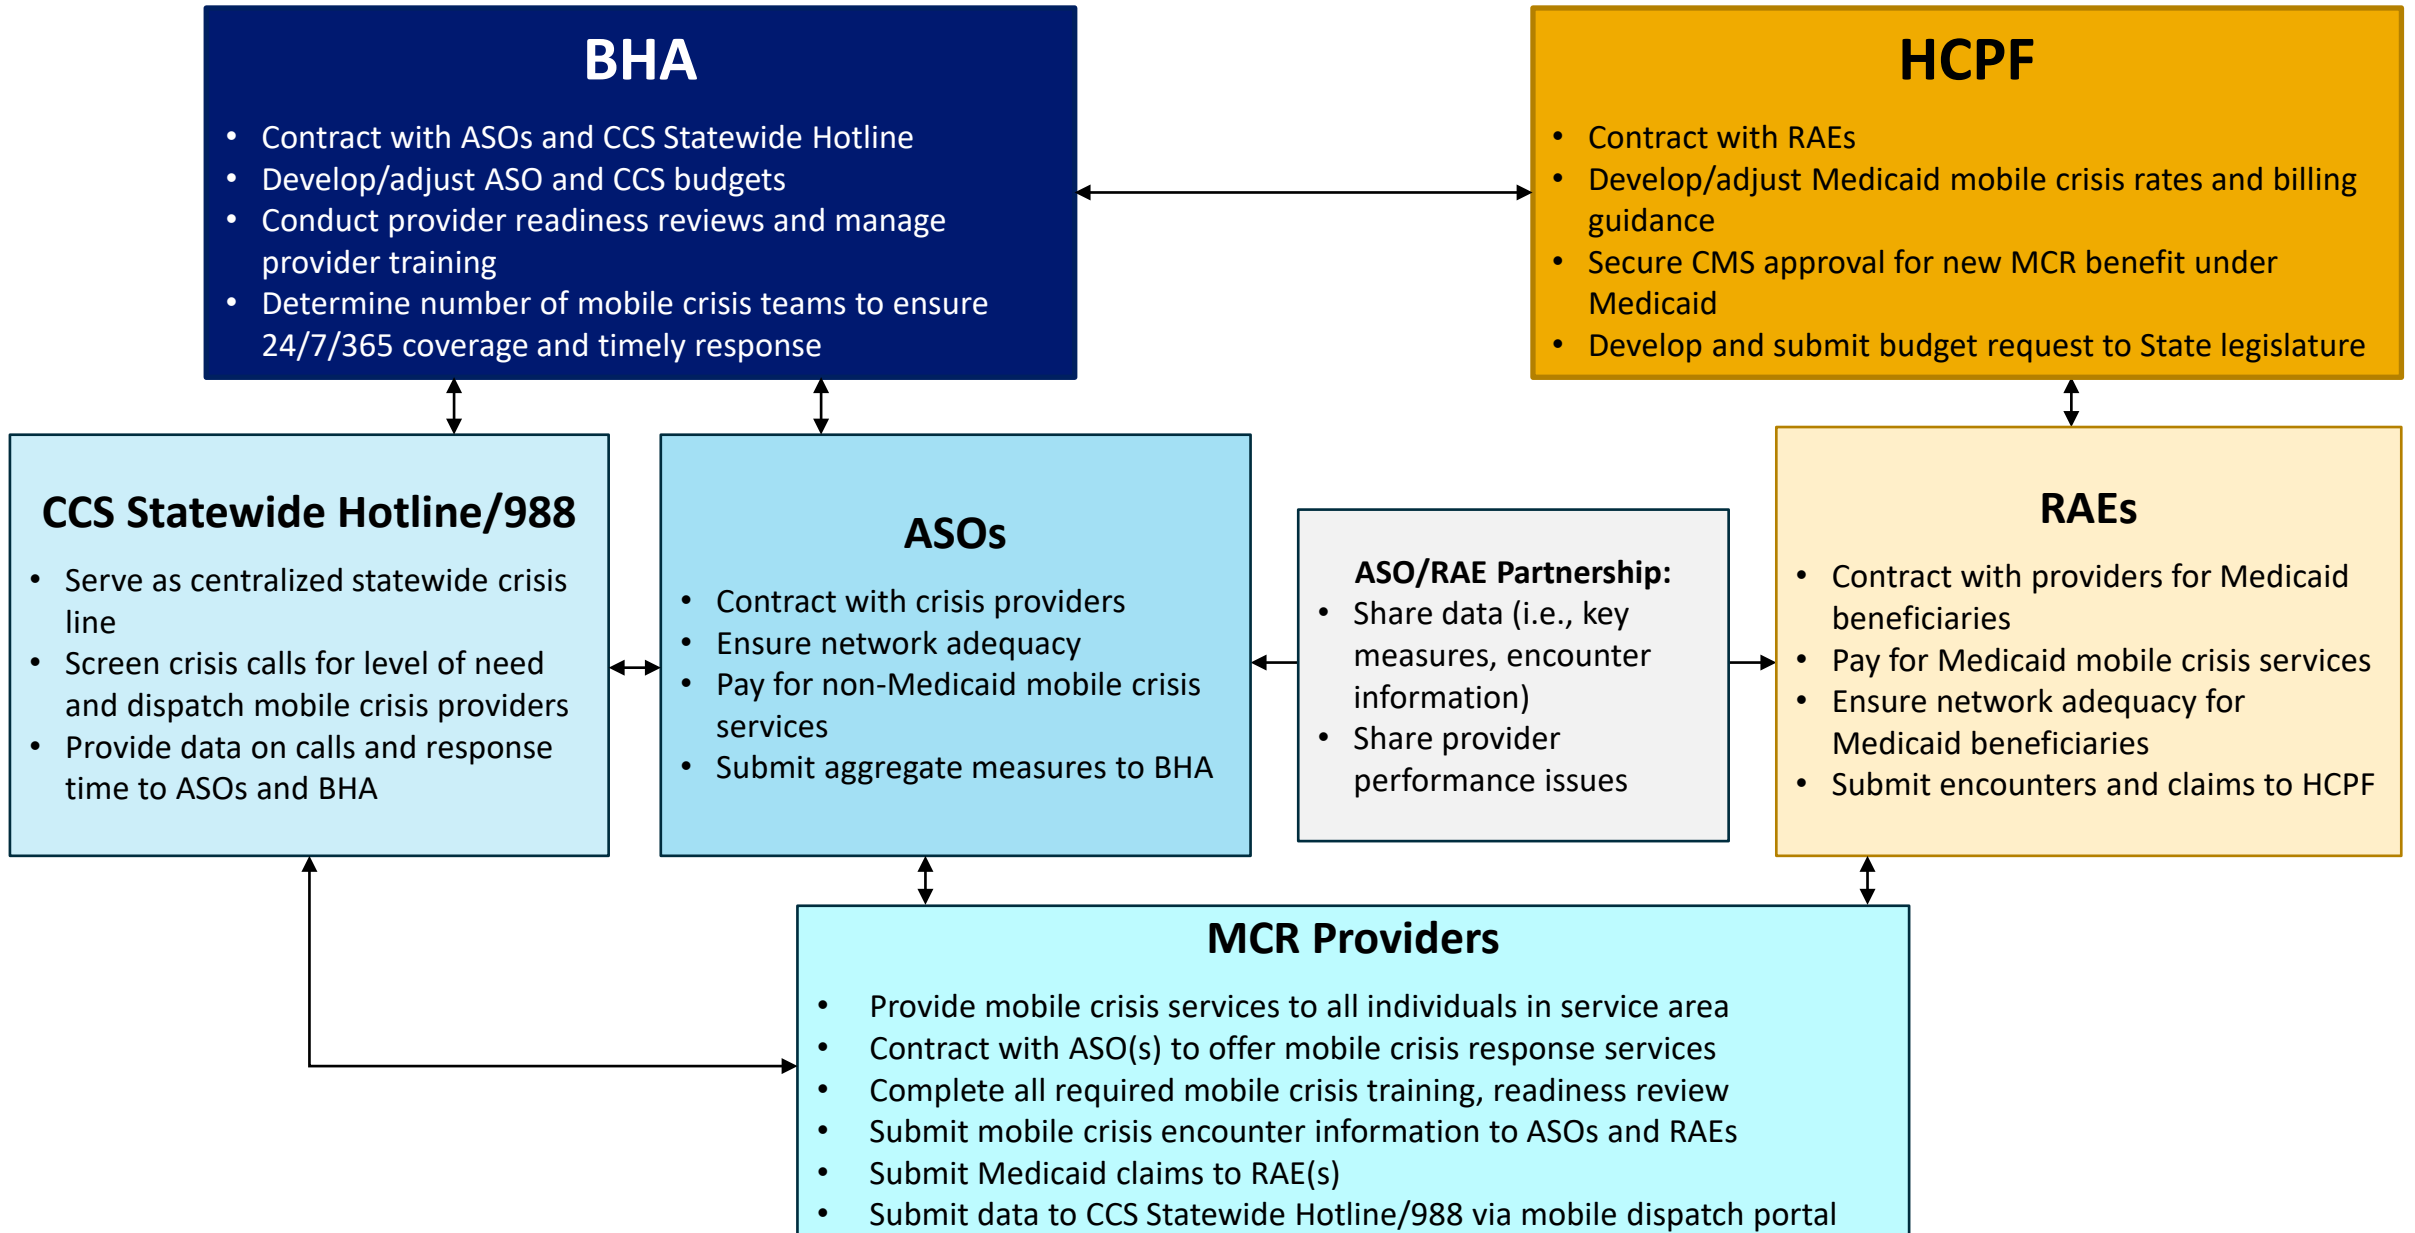 BHA
• Contract with ASOs and CCS Statewide Hotline
• Develop/adjust ASO and CCS budgets
• Conduct provider readiness reviews and manage
provider training
• Determine number of mobile crisis teams to ensure
24/7/365 coverage and timely response
HCPF
• Contract with RAEs
• Develop/adjust Medicaid mobile crisis rates and billing
guidance
• Secure CMS approval for new MCR benefit under
Medicaid
• Develop and submit budget request to State legislature
CCS Statewide Hotline/988
• Serve as centralized statewide crisis
line
• Screen crisis calls for level of need
and dispatch mobile crisis providers
• Provide data on calls and response
time to ASOs and BHA
ASOs
• Contract with crisis providers
• Ensure network adequacy
• Pay for non-Medicaid mobile crisis
services
• Submit aggregate measures to BHA
ASO/RAE Partnership:
• Share data (i.e., key
measures, encounter
information)
• Share provider
performance issues
RAEs
• Contract with providers for Medicaid
beneficiaries
• Pay for Medicaid mobile crisis services
• Ensure network adequacy for
Medicaid beneficiaries
• Submit encounters and claims to HCPF
MCR Providers
• Provide mobile crisis services to all individuals in service area
• Contract with ASO(s) to offer mobile crisis response services
• Complete all required mobile crisis training, readiness review
• Submit mobile crisis encounter information to ASOs and RAEs
• Submit Medicaid claims to RAE(s)
• Submit data to CCS Statewide Hotline/988 via mobile dispatch portal